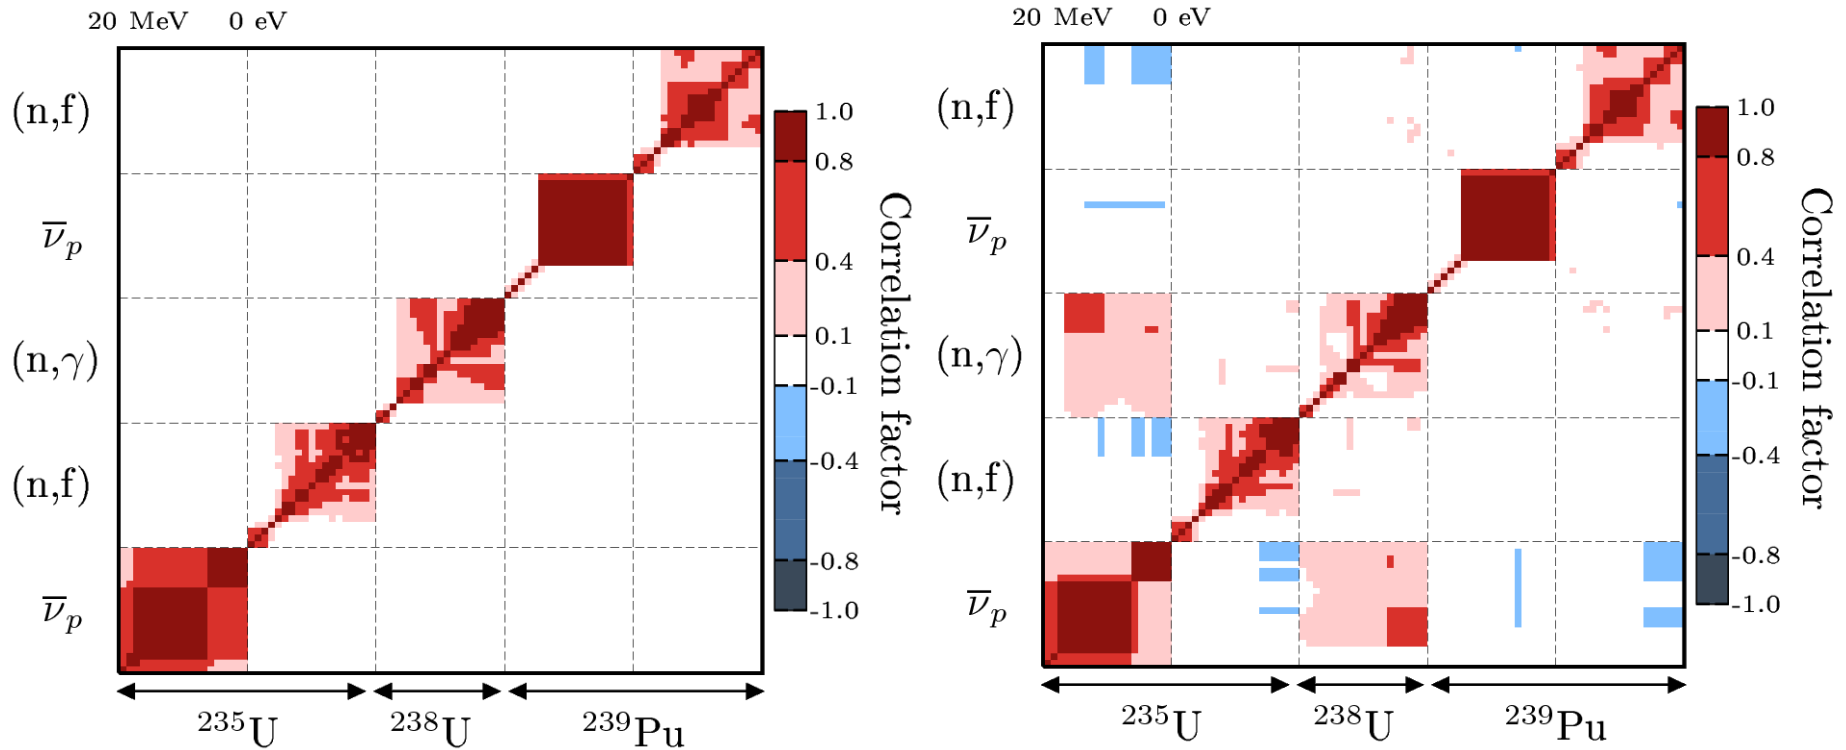 20 MeV 0 eV
(n,f)
ν̅p
(n,γ)
(n,f)
ν̅p
1.0
0.8
0.4
0.1
-0.1
-0.4
-0.8
-1.0
Correlation factor
²³⁵U ²³⁸U ²³⁹Pu
20 MeV 0 eV
(n,f)
ν̅p
(n,γ)
(n,f)
ν̅p
1.0
0.8
0.4
0.1
-0.1
-0.4
-0.8
-1.0
Correlation factor
²³⁵U ²³⁸U ²³⁹Pu